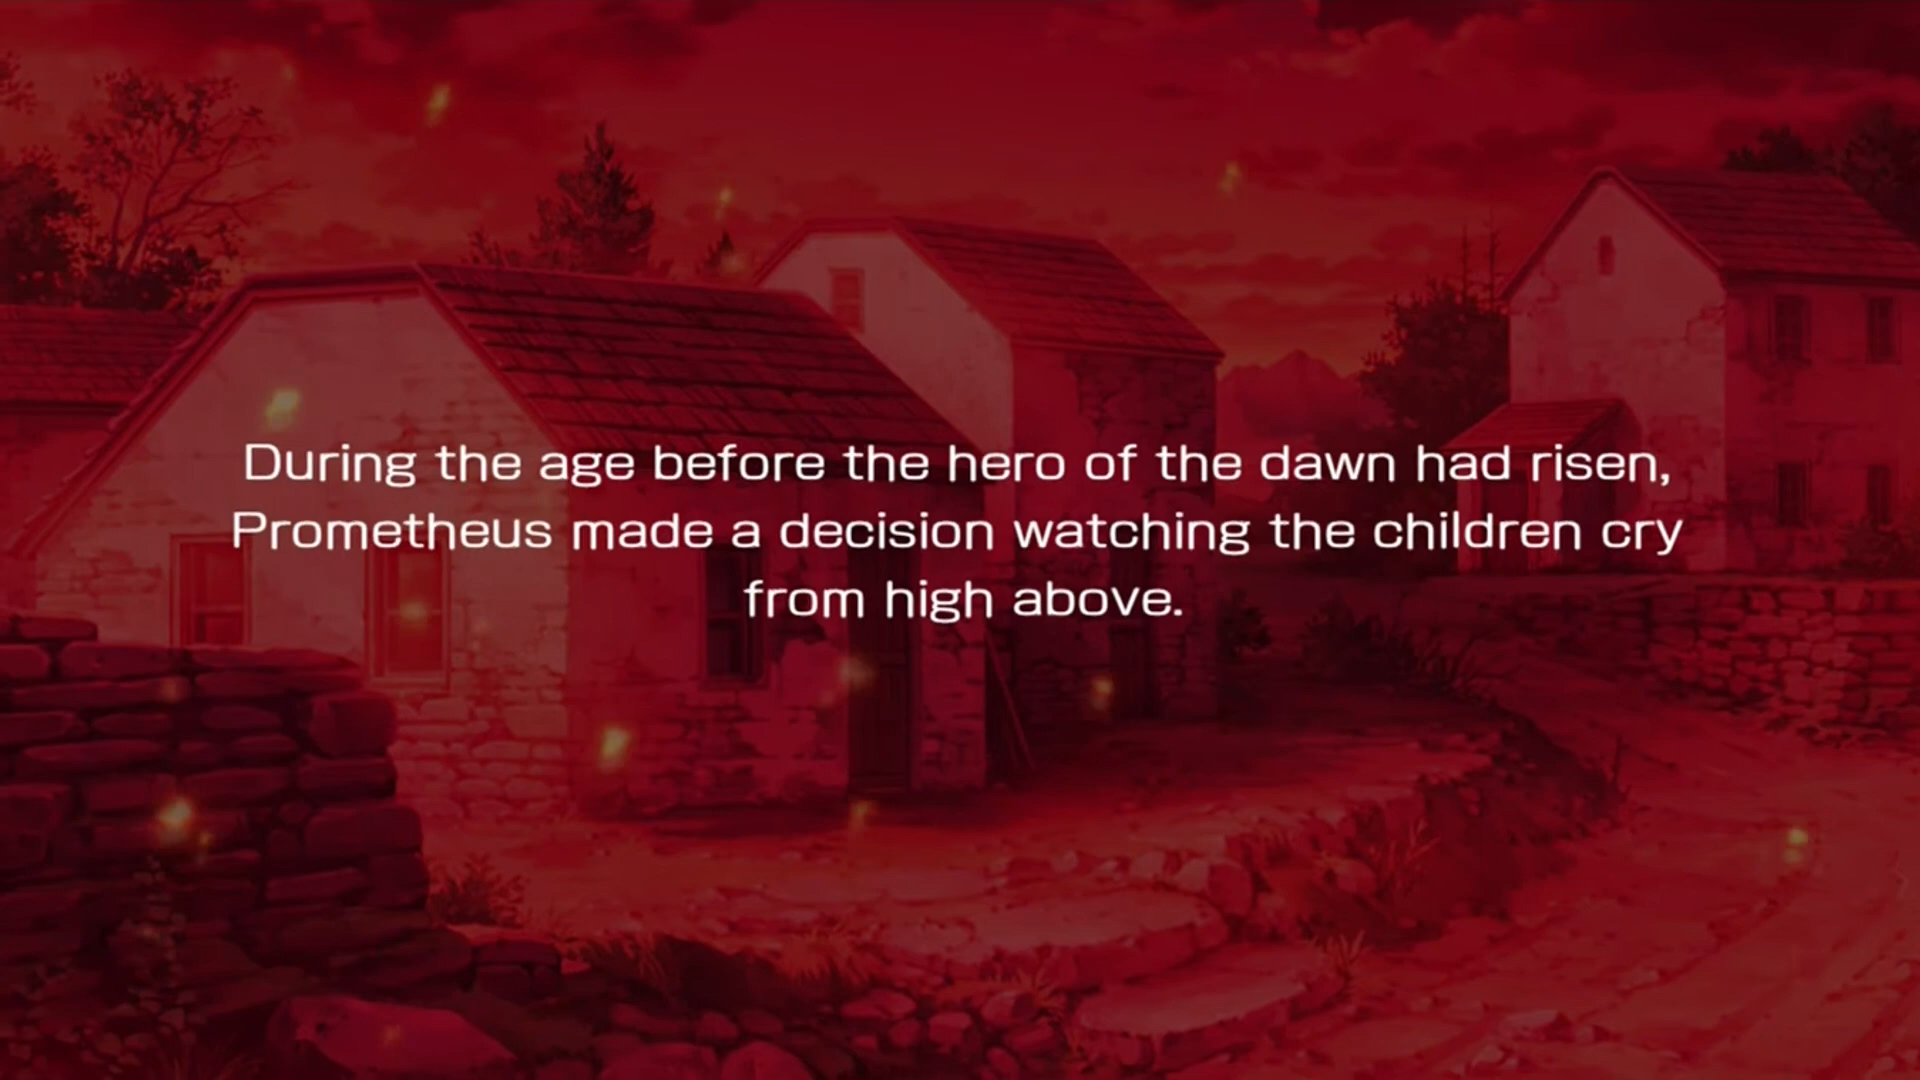 During the age before the hero of the dawn had risen,
Prometheus made a decision watching the children cry
from high above.